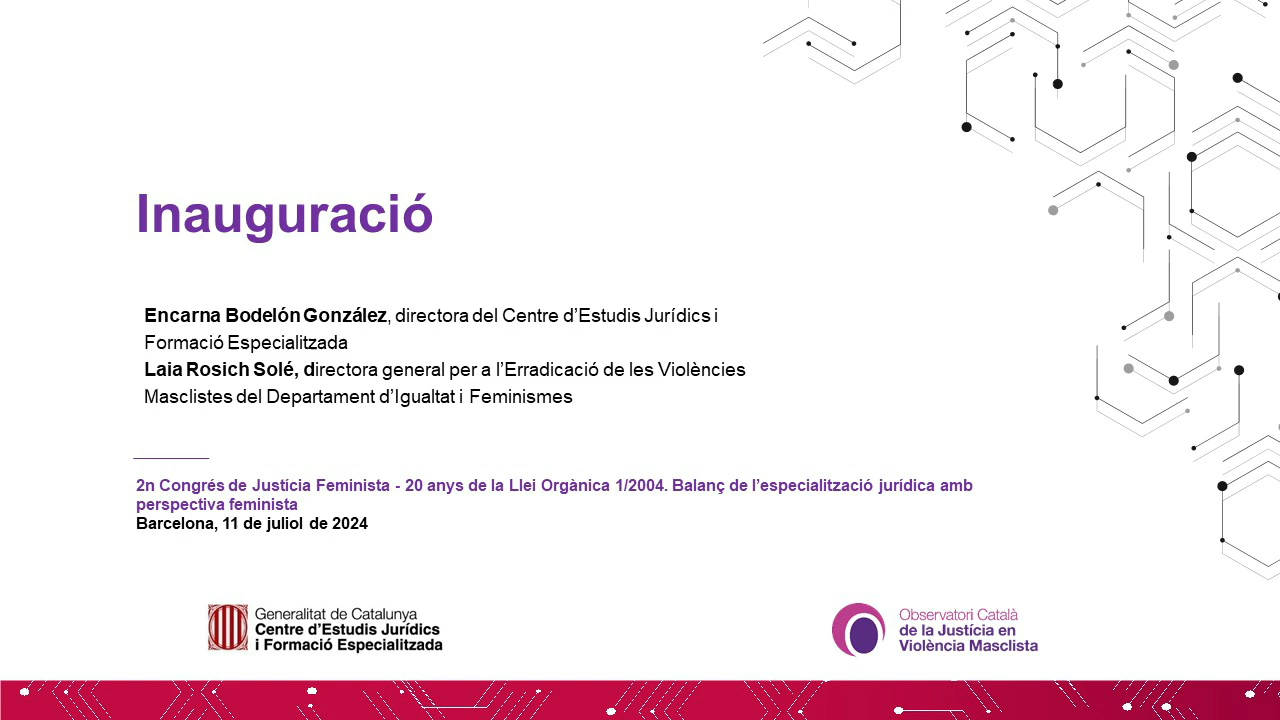 Inauguració
Encarna Bodelón González, directora del Centre d’Estudis Jurídics i
Formació Especialitzada
Laia Rosich Solé, directora general per a l’Erradicació de les Violències
Masclistes del Departament d’Igualtat i Feminismes
2n Congrés de Justícia Feminista - 20 anys de la Llei Orgànica 1/2004. Balanç de l’especialització jurídica amb
perspectiva feminista
Barcelona, 11 de juliol de 2024
Generalitat de Catalunya
Centre d’Estudis Jurídics
i Formació Especialitzada
Observatori Català
de la Justícia en
Violència Masclista